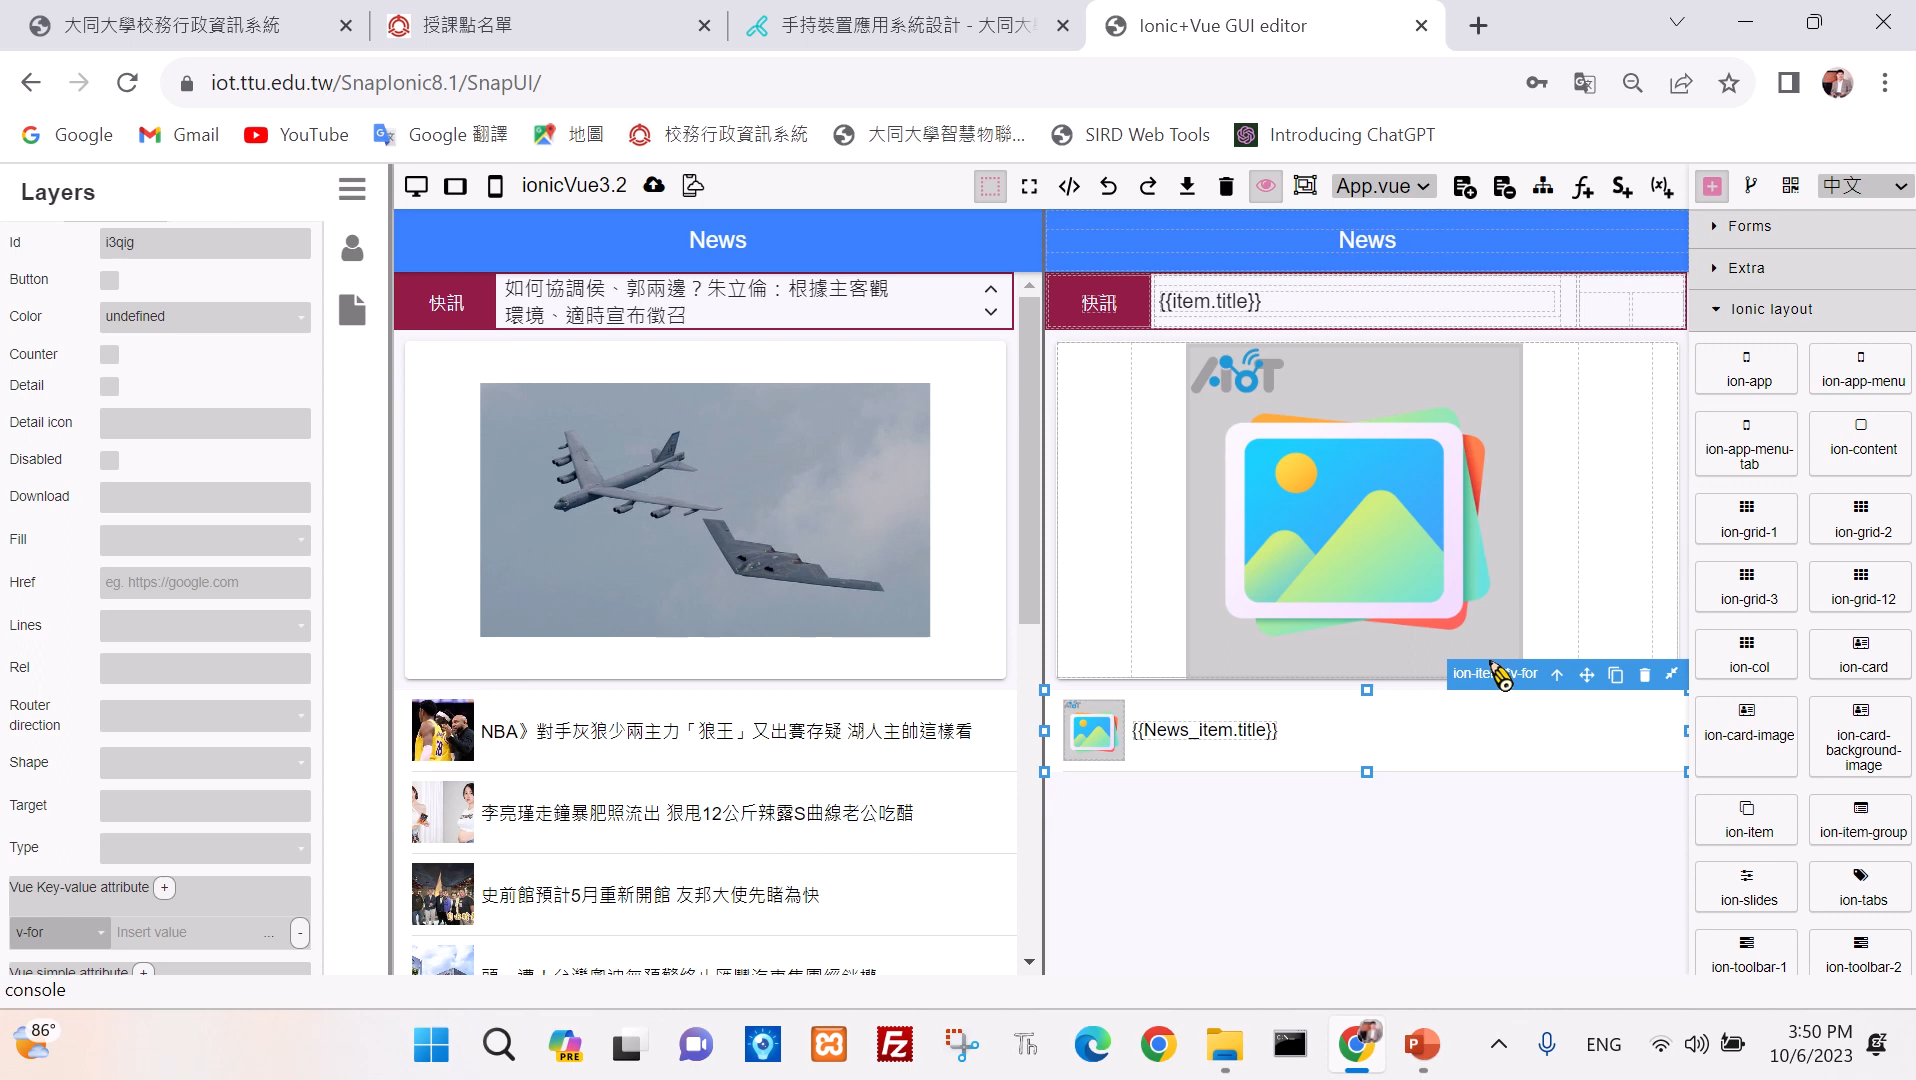 大同大學校務行政資訊系統
授課點名單
手持裝置應用系統設計 - 大同大
Ionic+Vue GUI editor
iot.ttu.edu.tw/SnapIonic8.1/SnapUI/
Google
Gmail
YouTube
Google 翻譯
地圖
校務行政資訊系統
大同大學智慧物聯...
SIRD Web Tools
Introducing ChatGPT
Layers
ionicVue3.2
App.vue
中文
Id
i3qig
Button
Color
undefined
Counter
Detail
Detail icon
Disabled
Download
Fill
Href
eg. https://google.com
Lines
Rel
Router
direction
Shape
Target
Type
Vue Key-value attribute +
v-for
Insert value
...
-
Vue simple attribute +
News
快訊
如何協調侯、郭兩邊？朱立倫：根據主客觀
環境、適時宣布徵召
NBA》對手灰狼少兩主力「狼王」又出賽存疑 湖人主帥這樣看
李亮瑾走鐘暴肥照流出 狠甩12公斤辣露S曲線老公吃醋
史前館預計5月重新開館 友邦大使先睹為快
News
快訊
{{item.title}}
AIOT
v-for
{{News_item.title}}
Forms
Extra
Ionic layout
ion-app
ion-app-menu
ion-app-menu-
tab
ion-content
ion-grid-1
ion-grid-2
ion-grid-3
ion-grid-12
ion-col
ion-card
ion-card-image
ion-card-
background-
image
ion-item
ion-item-group
ion-slides
ion-tabs
ion-toolbar-1
ion-toolbar-2
console
86°
PRE
ENG
3:50 PM
10/6/2023